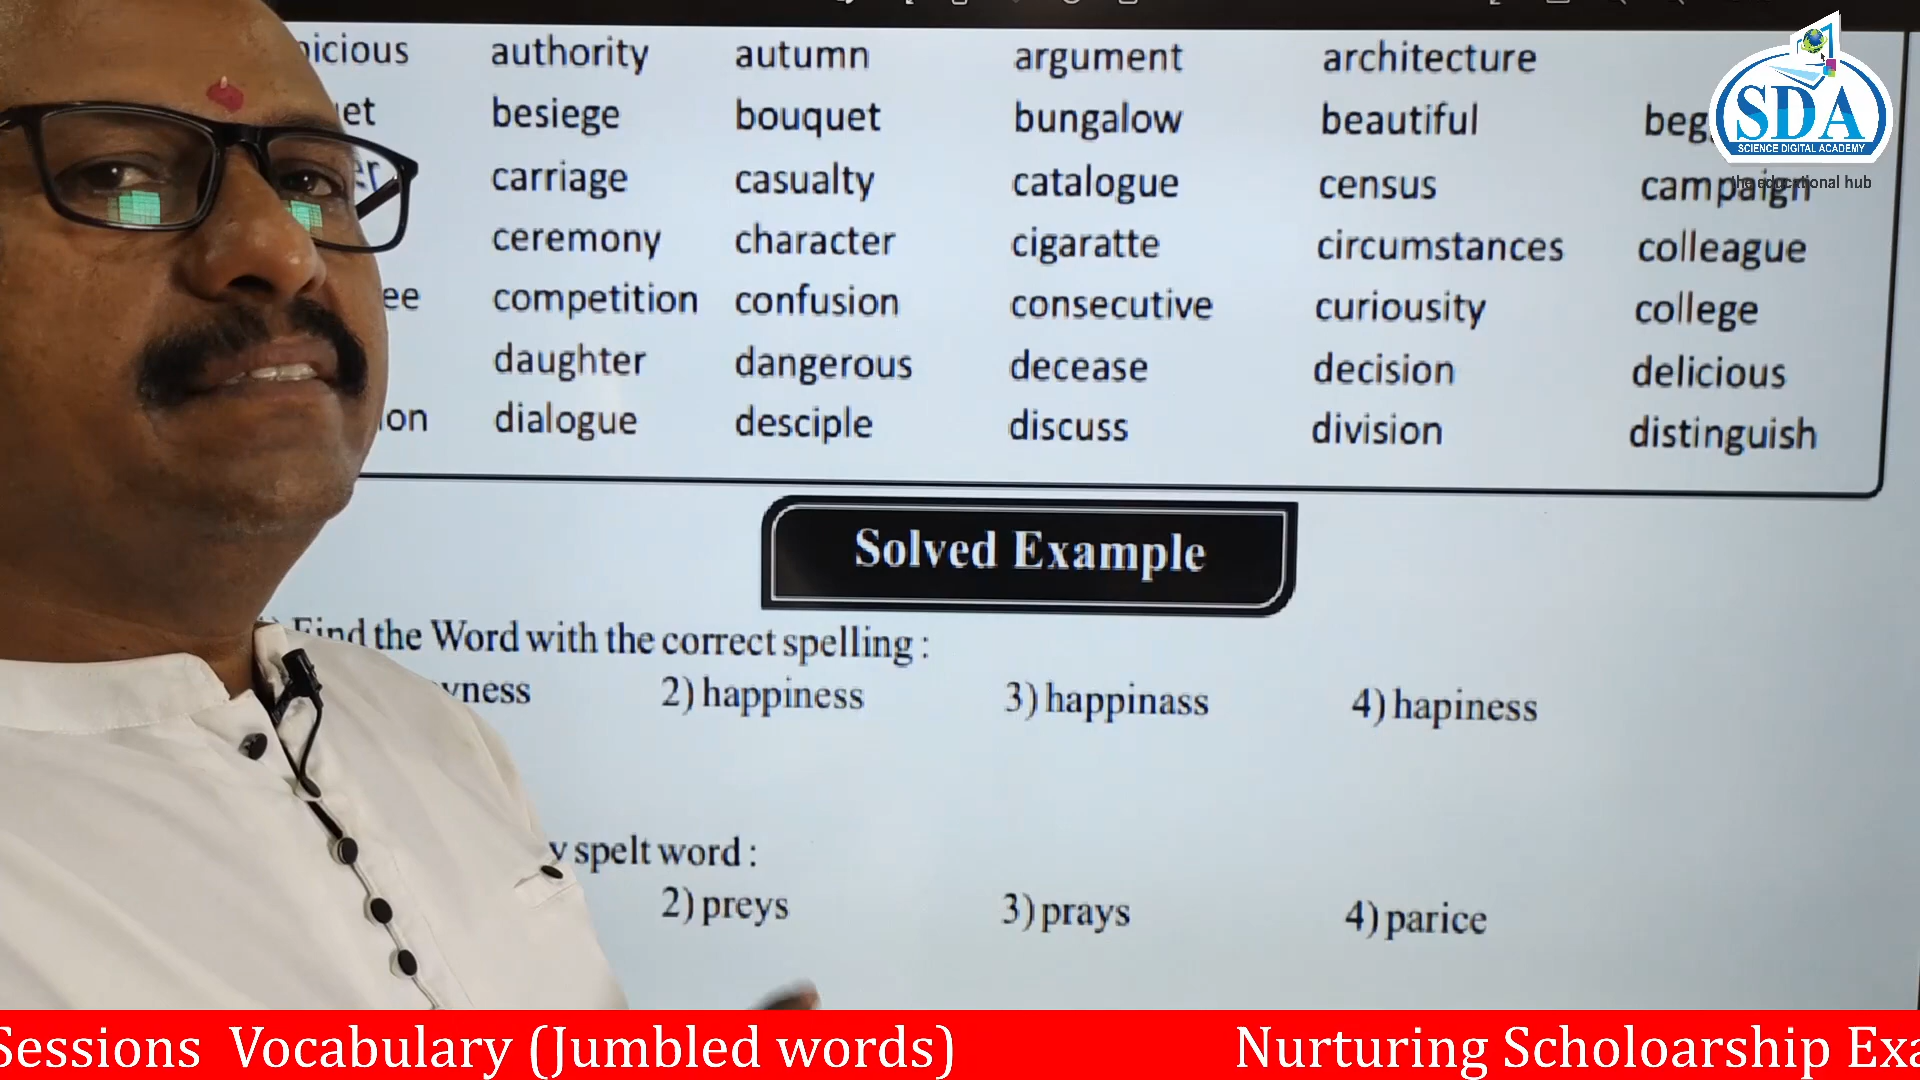 authority autumn argument architecture
besiege bouquet bungalow beautiful
carriage casualty catalogue census campaign
ceremony character cigaratte circumstances colleague
competition confusion consecutive curiousity college
daughter dangerous decease decision delicious
dialogue desciple discuss division distinguish
SDA
SCIENCE DIGITAL ACADEMY
the educational hub
Solved Example
Find the Word with the correct spelling :
2) happiness 3) happinass 4) hapiness
spelt word :
2) preys 3) prays 4) parice
Sessions Vocabulary (Jumbled words) Nurturing Scholoarship